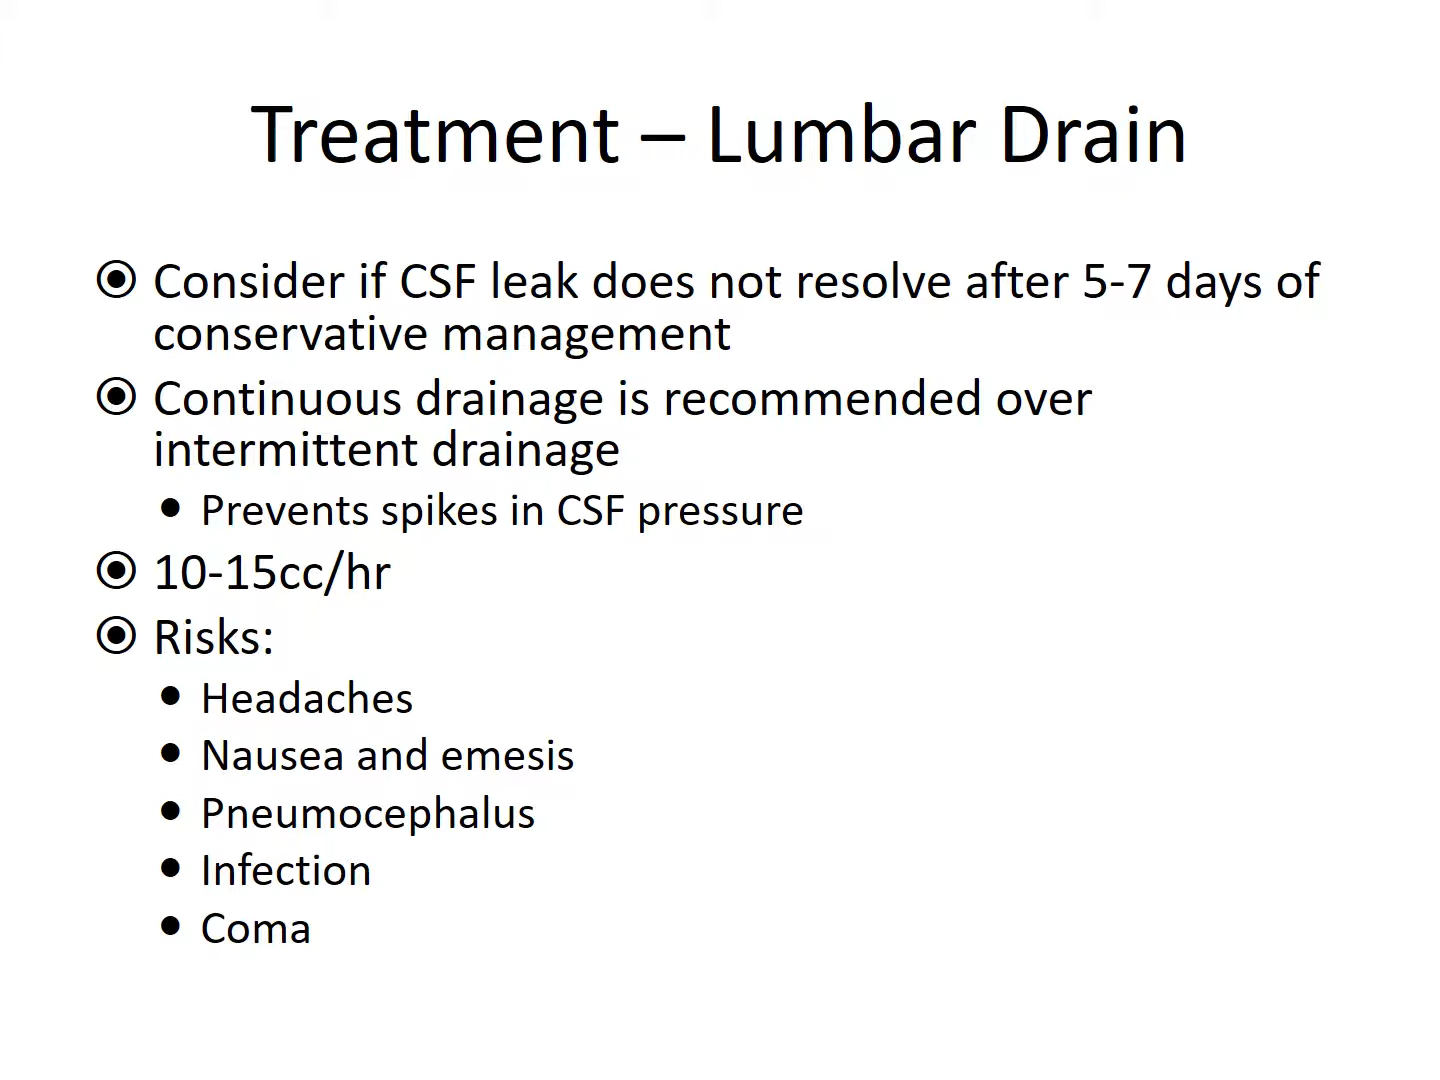 Treatment – Lumbar Drain
Consider if CSF leak does not resolve after 5-7 days of
conservative management
Continuous drainage is recommended over
intermittent drainage
Prevents spikes in CSF pressure
10-15cc/hr
Risks:
Headaches
Nausea and emesis
Pneumocephalus
Infection
Coma